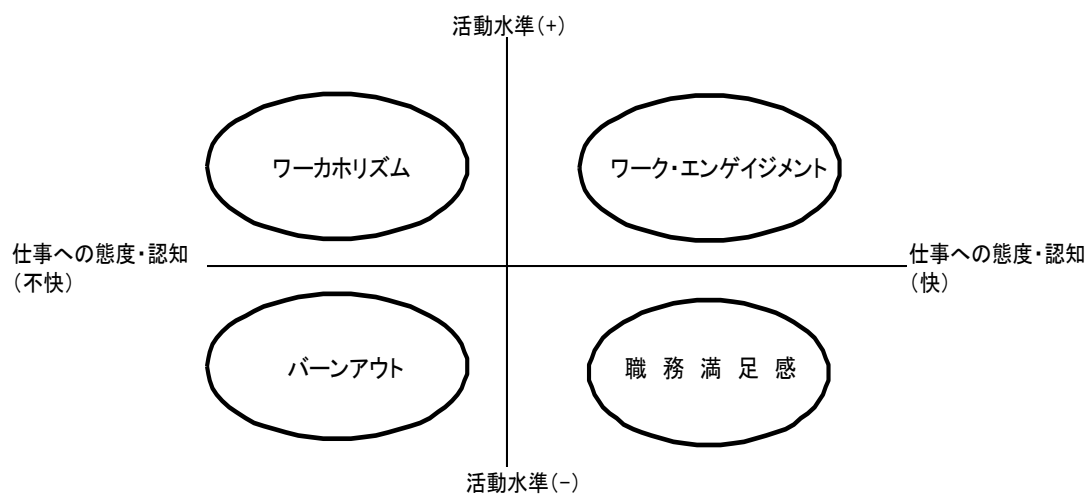 活動水準(+)
ワーカホリズム
ワーク・エンゲイジメント
仕事への態度・認知
(不快)
仕事への態度・認知
(快)
バーンアウト
職 務 満 足 感
活動水準(-)